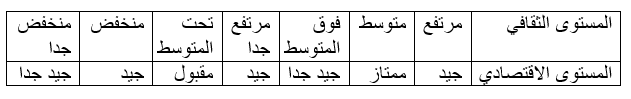 المستوى الثقافي مرتفع متوسط فوق المتوسط مرتفع جدا تحت المتوسط منخفض منخفض جدا
المستوى الاقتصادي جيد ممتاز جيد جدا جيد مقبول جيد جيد جدا